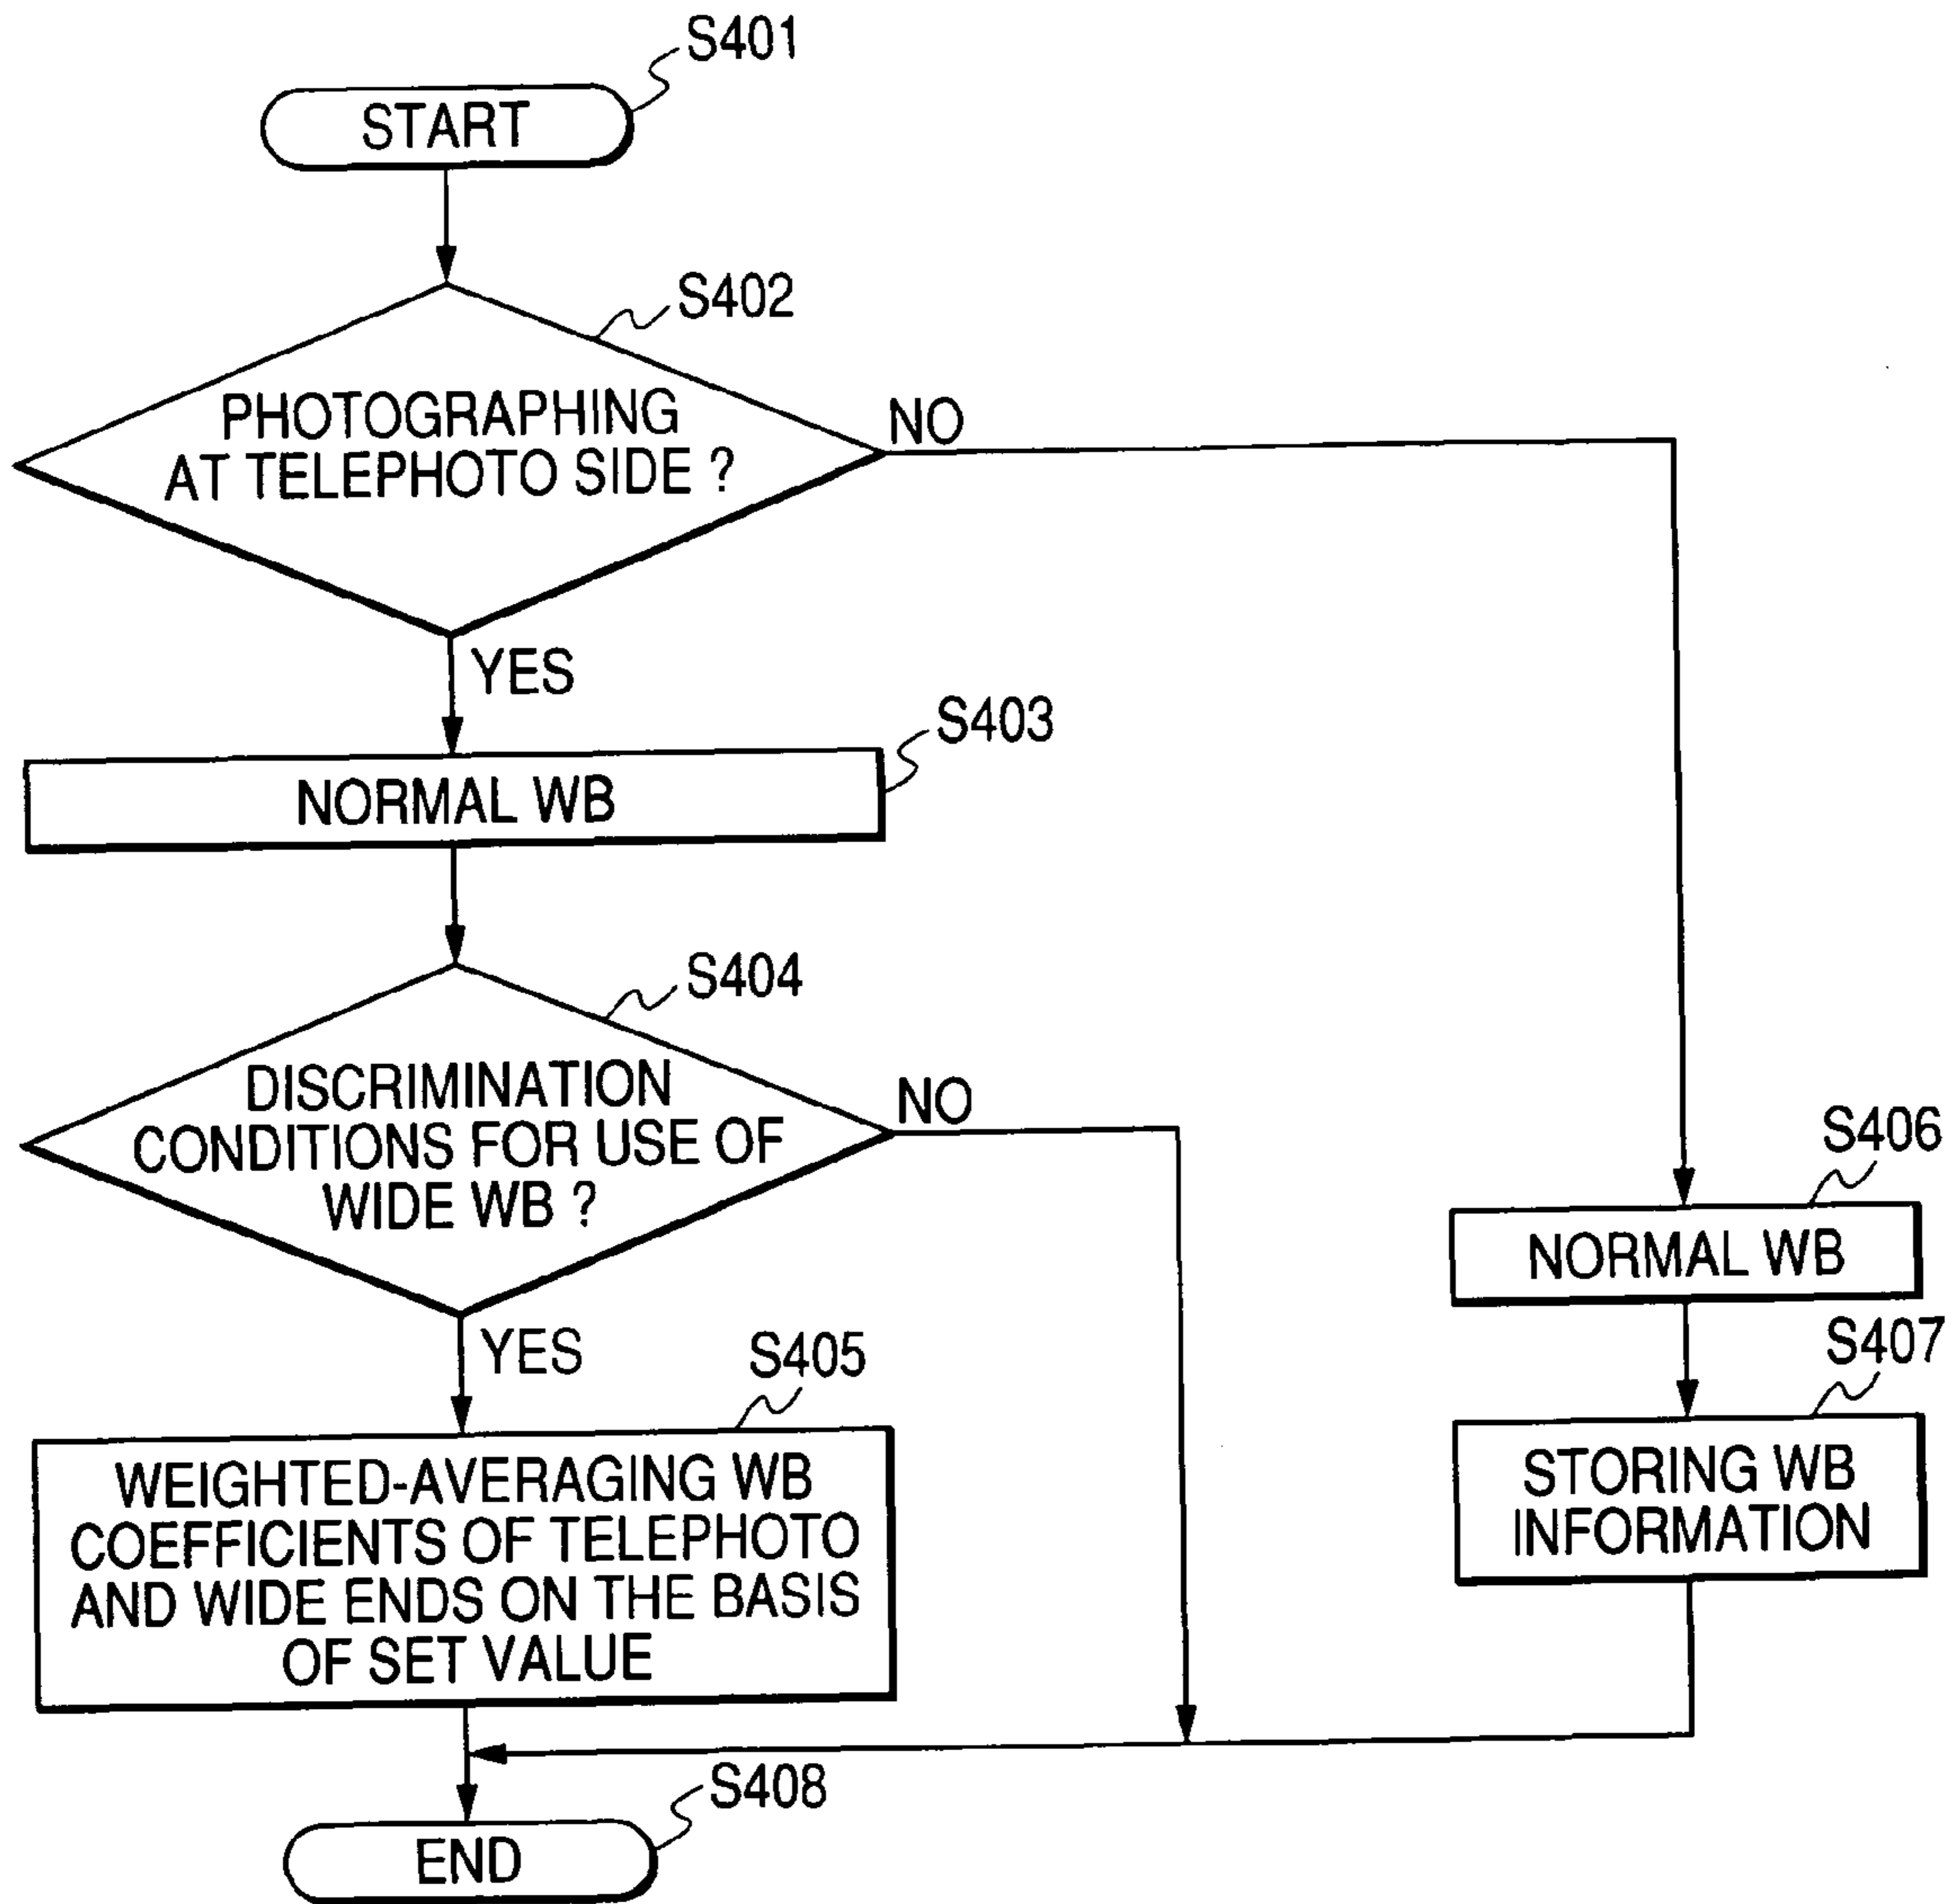 S401
START
S402
PHOTOGRAPHING
AT TELEPHOTO SIDE ?
NO
YES
S403
NORMAL WB
S404
DISCRIMINATION
CONDITIONS FOR USE OF
WIDE WB ?
NO
YES
S405
WEIGHTED-AVERAGING WB
COEFFICIENTS OF TELEPHOTO
AND WIDE ENDS ON THE BASIS
OF SET VALUE
S406
NORMAL WB
S407
STORING WB
INFORMATION
S408
END